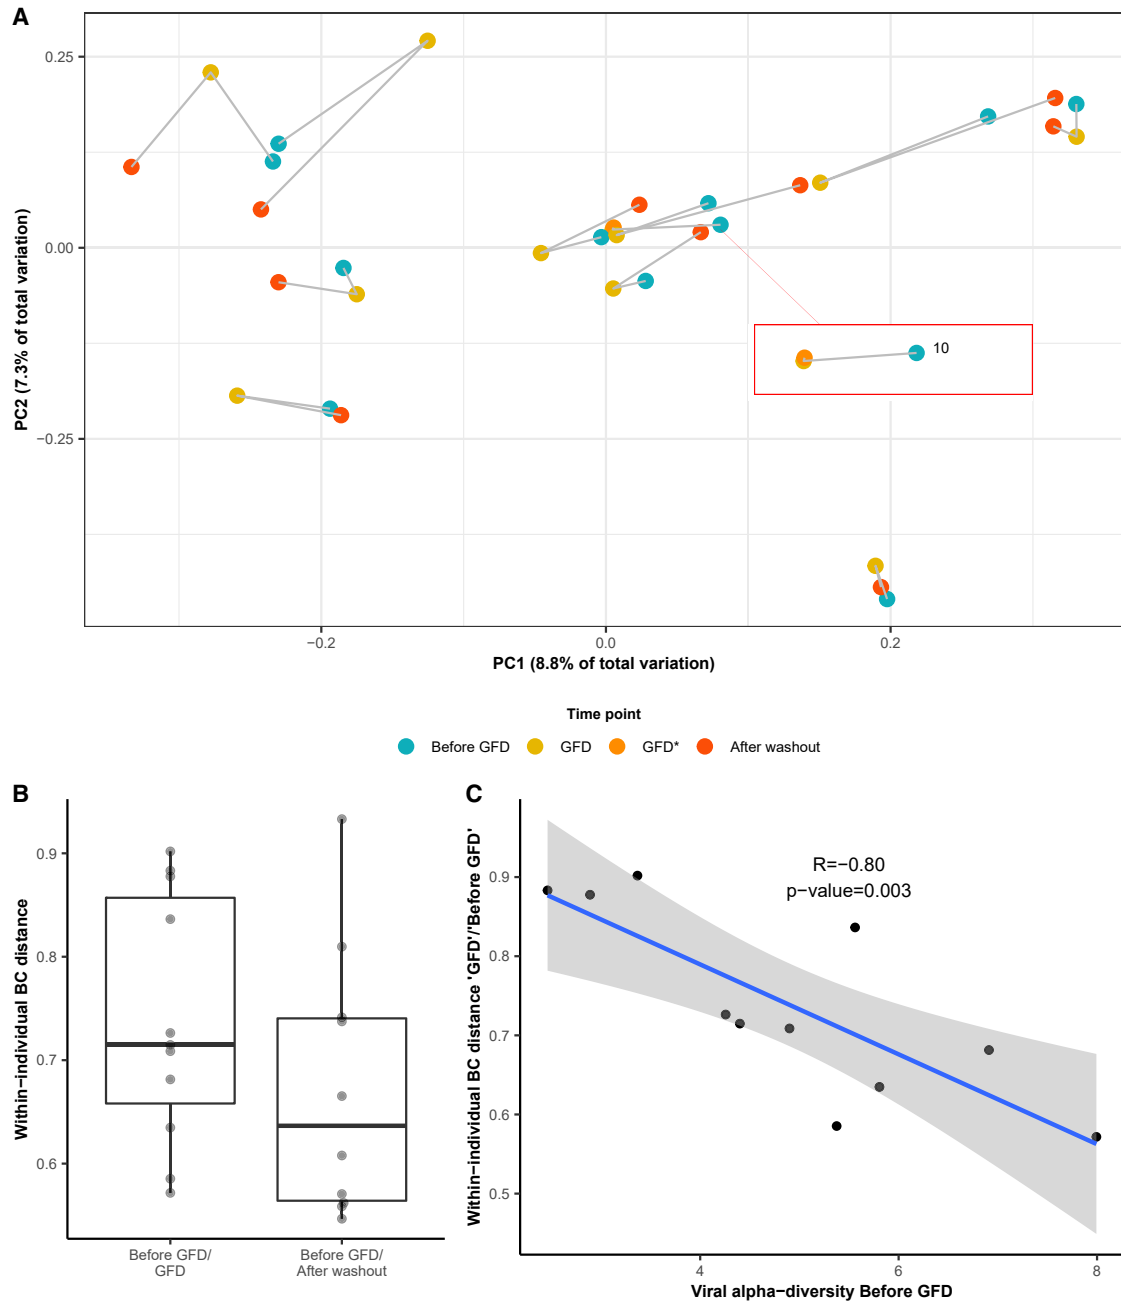 A
0.25
0.00
−0.25
PC2 (7.3% of total variation)
10
−0.2
0.0
0.2
PC1 (8.8% of total variation)
Time point
Before GFD
GFD
GFD*
After washout
B
0.9
0.8
0.7
0.6
Within−individual BC distance
Before GFD/
GFD
Before GFD/
After washout
C
R=−0.80
p−value=0.003
0.9
0.8
0.7
0.6
0.5
Within−individual BC distance 'GFD'/'Before GFD'
4
6
8
Viral alpha−diversity Before GFD